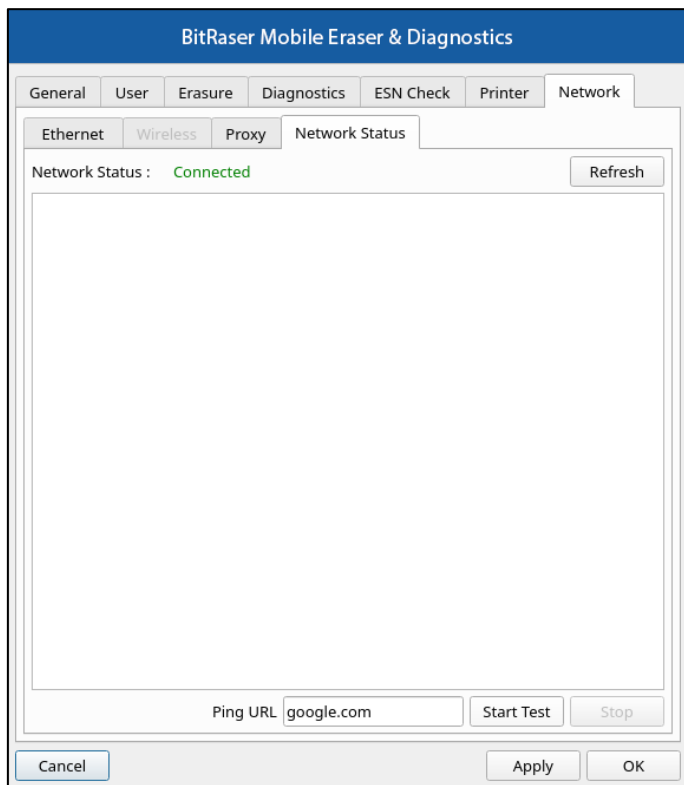 BitRaser Mobile Eraser & Diagnostics
General User Erasure Diagnostics ESN Check Printer Network
Ethernet Wireless Proxy Network Status
Network Status : Connected Refresh
Ping URL google.com Start Test Stop
Cancel Apply OK